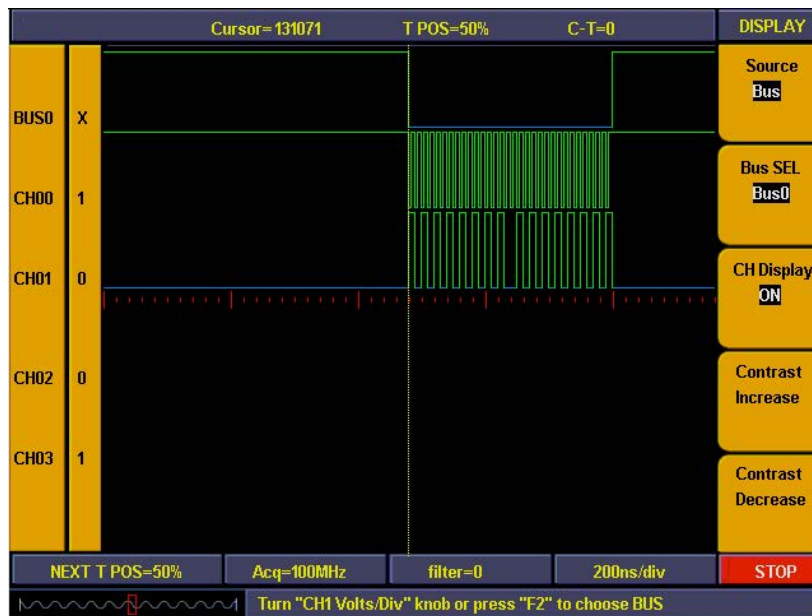 Cursor=131071 T POS=50% C-T=0 DISPLAY
Source
Bus
BUS0 X
Bus SEL
Bus0
CH00 1
CH01 0
CH Display
ON
CH02 0
Contrast
Increase
CH03 1
Contrast
Decrease
NEXT T POS=50% Acq=100MHz filter=0 200ns/div STOP
Turn "CH1 Volts/Div" knob or press "F2" to choose BUS